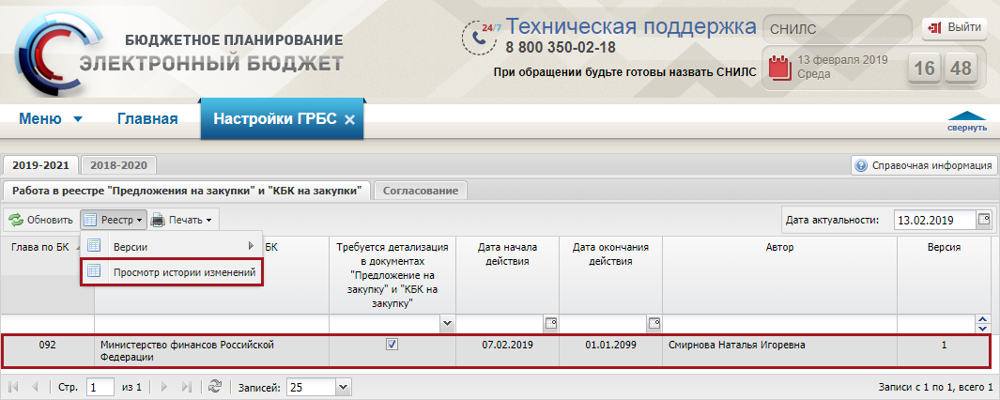 БЮДЖЕТНОЕ ПЛАНИРОВАНИЕ
ЭЛЕКТРОННЫЙ БЮДЖЕТ
24/7
Техническая поддержка
8 800 350-02-18
При обращении будьте готовы назвать СНИЛС
СНИЛС
Выйти
13 февраля 2019
Среда
16 48
Меню
Главная
Настройки ГРБС
свернуть
2019-2021
2018-2020
Справочная информация
Работа в реестре "Предложения на закупки" и "КБК на закупки"
Согласование
Обновить
Реестр
Печать
Дата актуальности:
13.02.2019
Версии
Просмотр истории изменений
Глава по БК
БК
Требуется детализация
в документах
"Предложение на
закупку" и "КБК на
закупку"
Дата начала
действия
Дата окончания
действия
Автор
Версия
092
Министерство финансов Российской
Федерации
07.02.2019
01.01.2099
Смирнова Наталья Игоревна
1
Стр. 1 из 1
Записей: 25
Записи с 1 по 1, всего 1